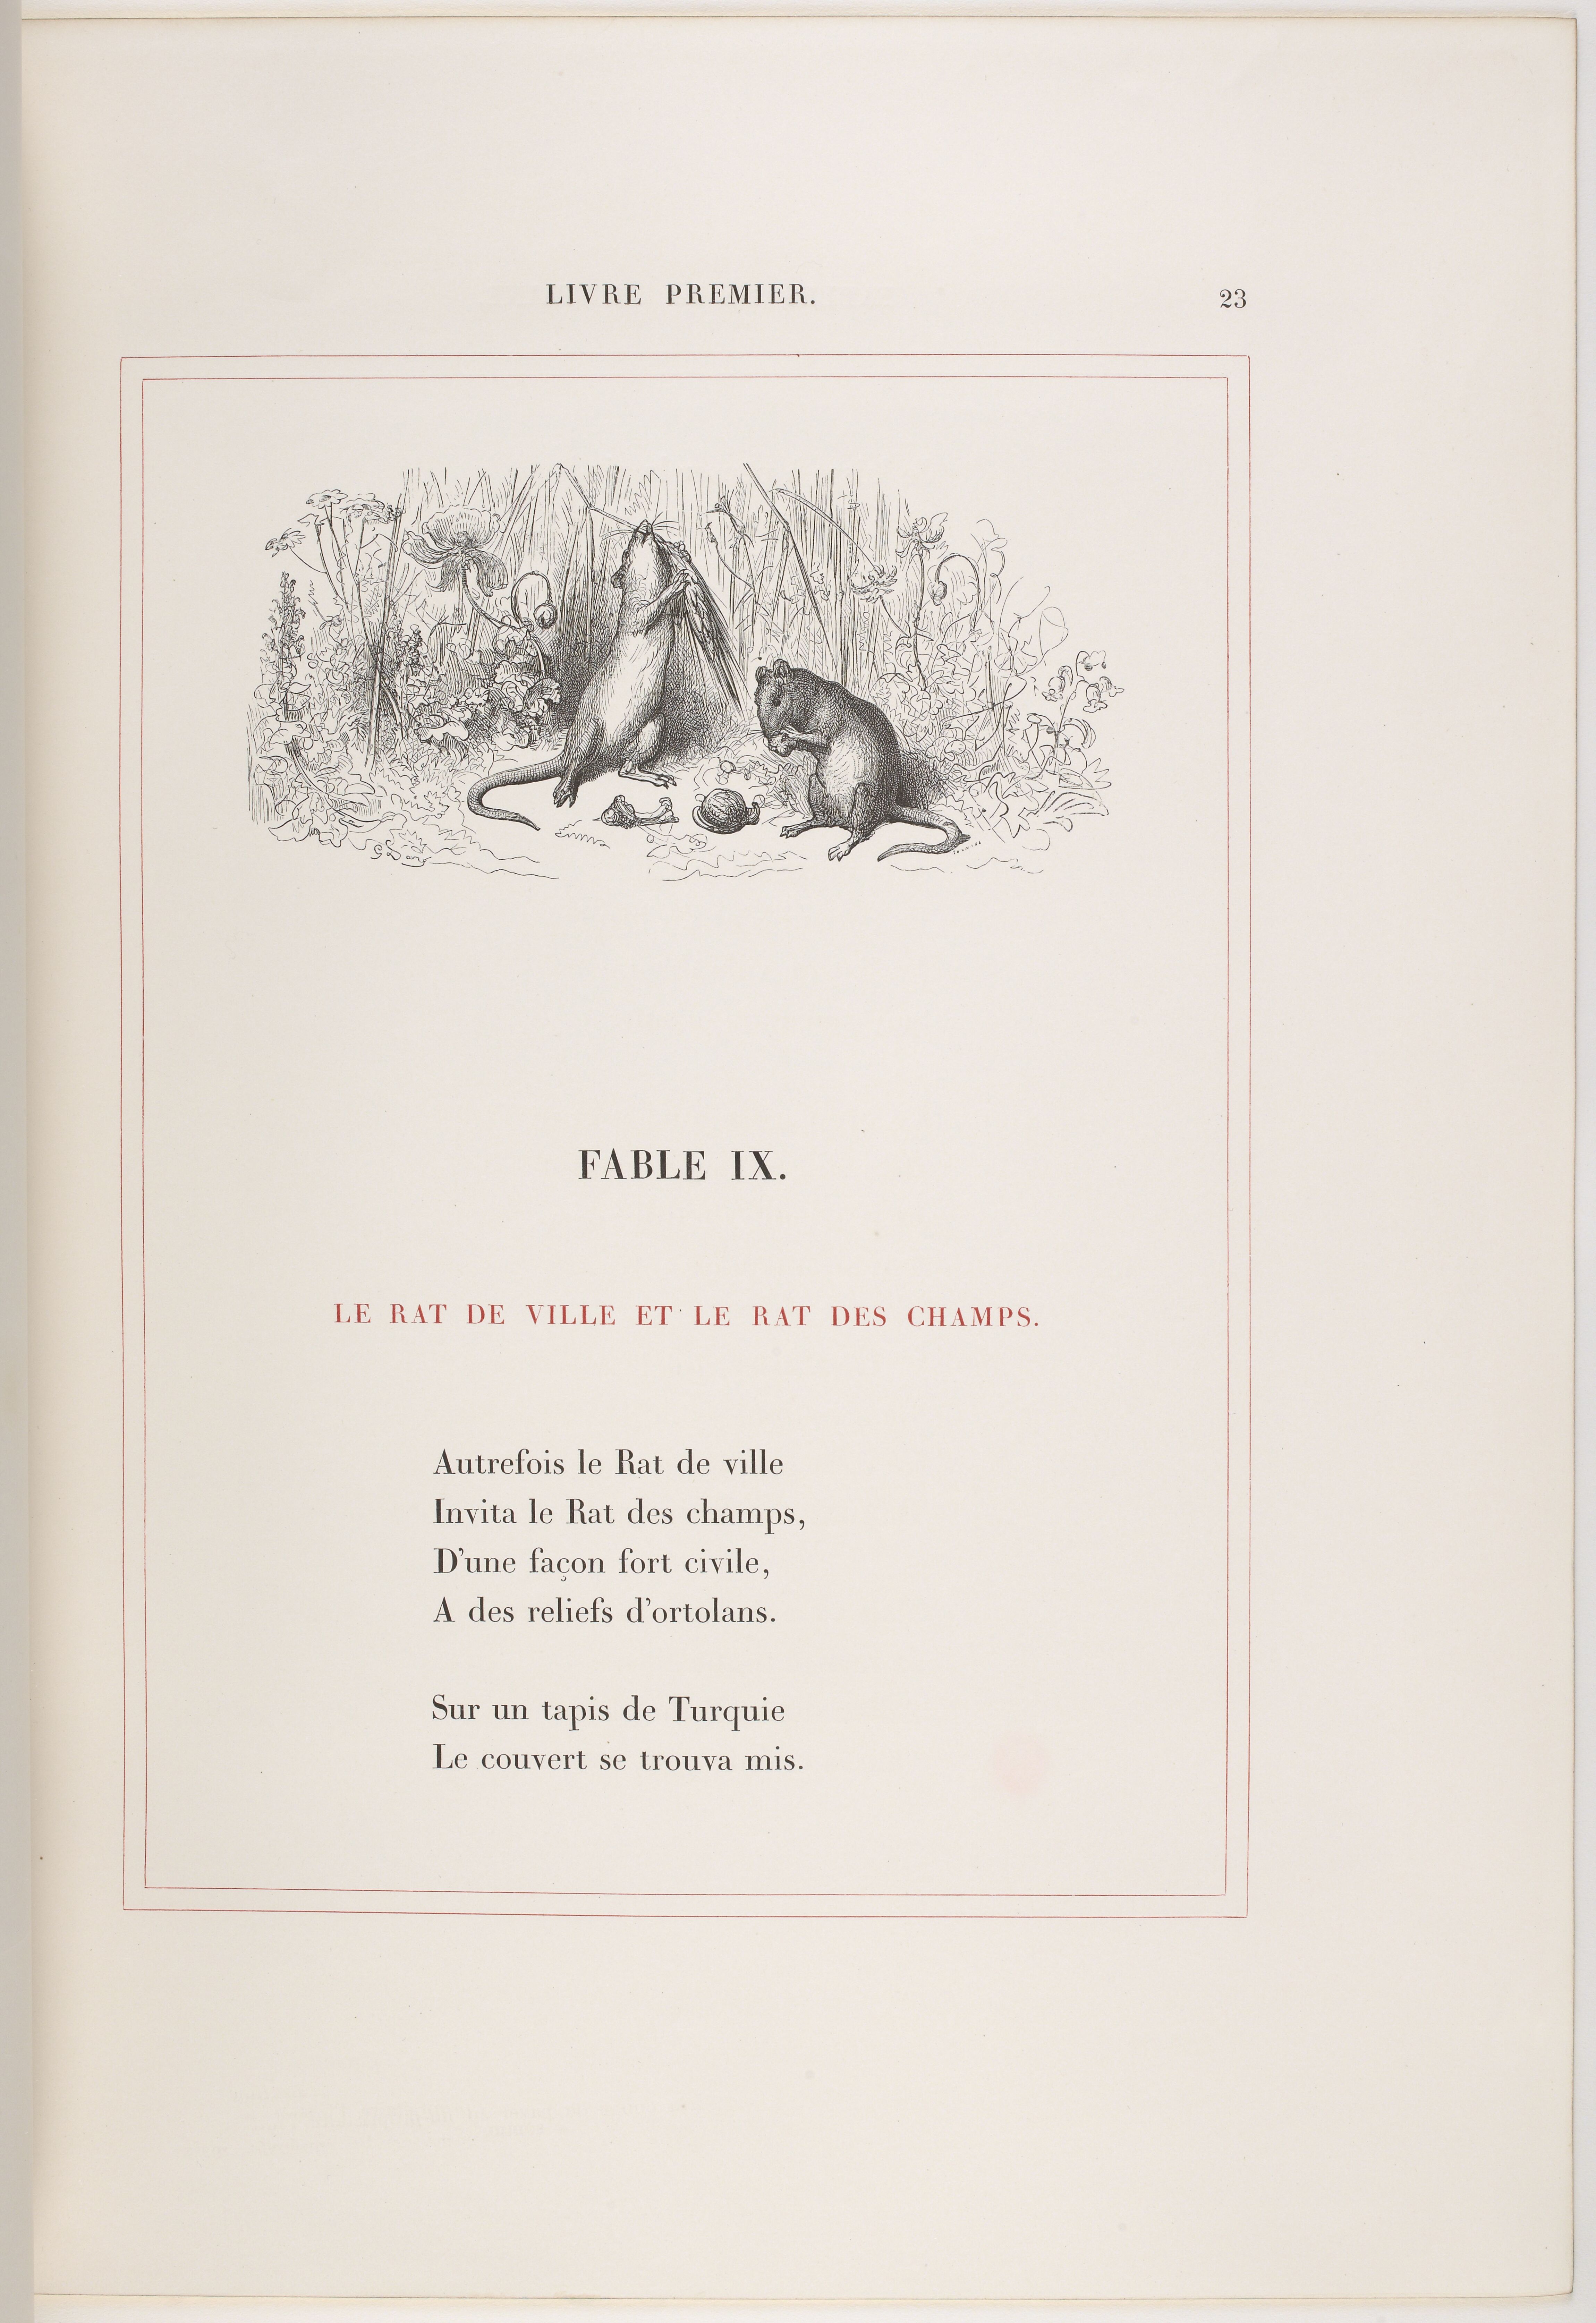 LIVRE PREMIER.
23
FABLE IX.
LE RAT DE VILLE ET LE RAT DES CHAMPS.
Autrefois le Rat de ville
Invita le Rat des champs,
D'une façon fort civile,
A des reliefs d'ortolans.
Sur un tapis de Turquie
Le couvert se trouva mis.